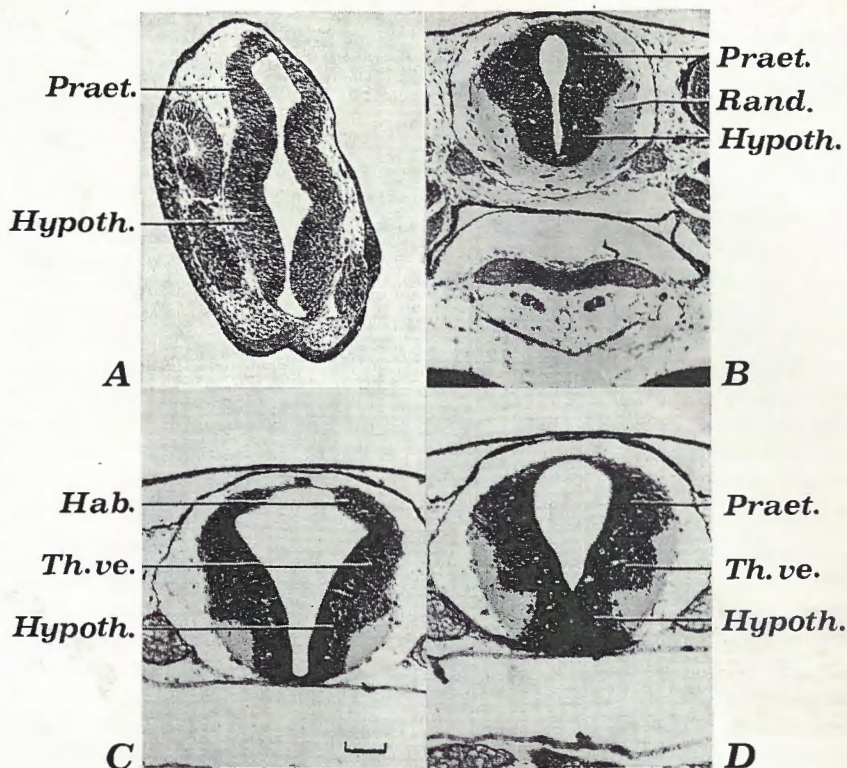 Praet.
Hypoth.
A
Praet.
Rand.
Hypoth.
B
Hab.
Th.ve.
Hypoth.
C
Praet.
Th.ve.
Hypoth.
D